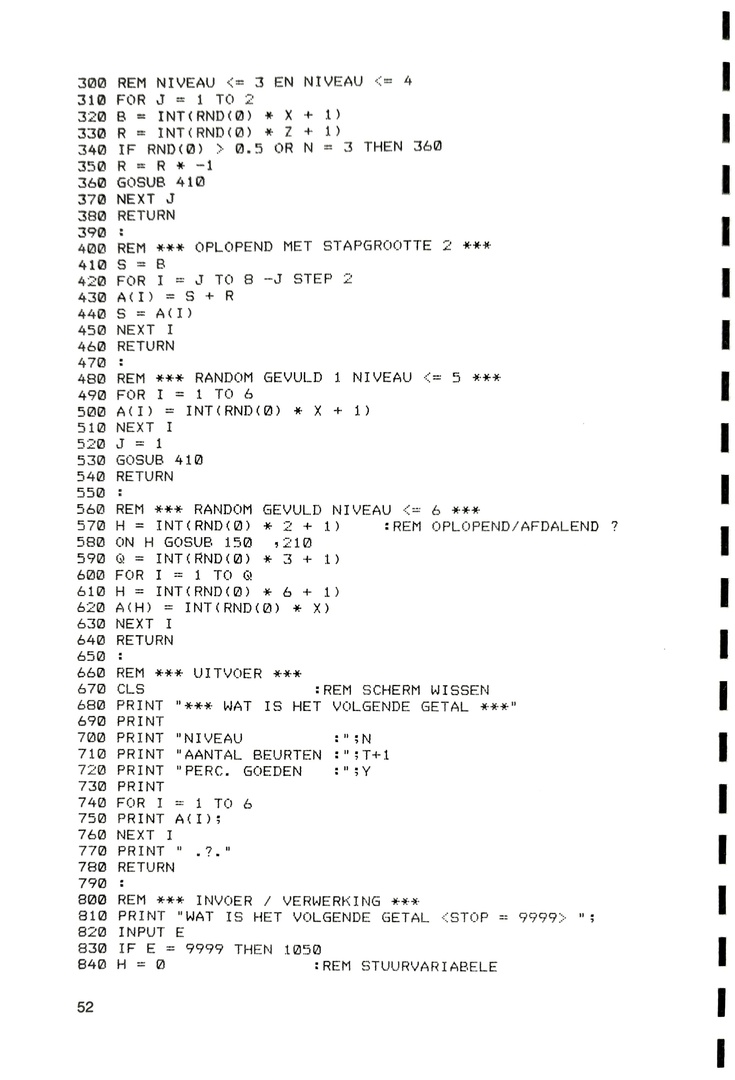 300 REM NIVEAU <= 3 EN NIVEAU <= 4
310 FOR J = 1 TO 2
320 B = INT(RND(0) * X + 1)
330 R = INT(RND(0) * Z + 1)
340 IF RND(0) > 0.5 OR N = 3 THEN 360
350 R = R * -1
360 GOSUB 410
370 NEXT J
380 RETURN
390 :
400 REM *** OPLOPEND MET STAPGROOTTE 2 ***
410 S = B
420 FOR I = J TO 8 -J STEP 2
430 A(I) = S + R
440 S = A(I)
450 NEXT I
460 RETURN
470 :
480 REM *** RANDOM GEVULD 1 NIVEAU <= 5 ***
490 FOR I = 1 TO 6
500 A(I) = INT(RND(0) * X + 1)
510 NEXT I
520 J = 1
530 GOSUB 410
540 RETURN
550 :
560 REM *** RANDOM GEVULD NIVEAU <= 6 ***
570 H = INT(RND(0) * 2 + 1)     :REM OPLOPEND/AFDALEND ?
580 ON H GOSUB 150  ,210
590 Q = INT(RND(0) * 3 + 1)
600 FOR I = 1 TO Q
610 H = INT(RND(0) * 6 + 1)
620 A(H) = INT(RND(0) * X)
630 NEXT I
640 RETURN
650 :
660 REM *** UITVOER ***
670 CLS                    :REM SCHERM WISSEN
680 PRINT "*** WAT IS HET VOLGENDE GETAL ***"
690 PRINT
700 PRINT "NIVEAU         :";N
710 PRINT "AANTAL BEURTEN :";T+1
720 PRINT "PERC. GOEDEN   :";Y
730 PRINT
740 FOR I = 1 TO 6
750 PRINT A(I);
760 NEXT I
770 PRINT " .?."
780 RETURN
790 :
800 REM *** INVOER / VERWERKING ***
810 PRINT "WAT IS HET VOLGENDE GETAL <STOP = 9999> ";
820 INPUT E
830 IF E = 9999 THEN 1050
840 H = 0                  :REM STUURVARIABELE
52